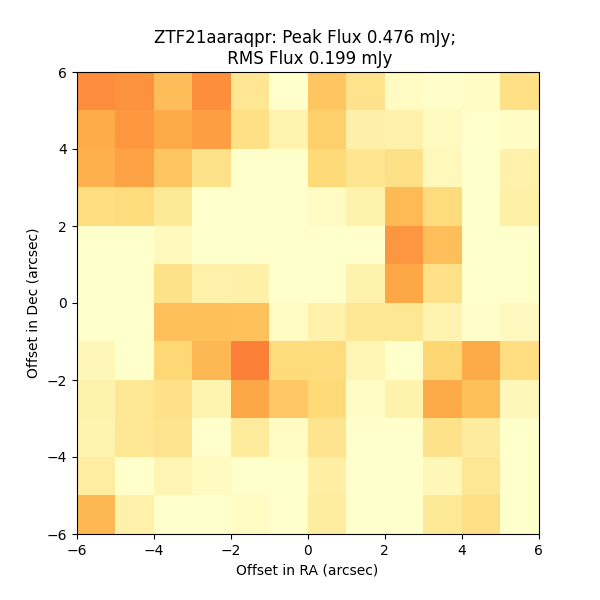 ZTF21aaraqpr: Peak Flux 0.476 mJy;
RMS Flux 0.199 mJy
6
4
2
0
−2
−4
−6
Offset in Dec (arcsec)
−6 −4 −2 0 2 4 6
Offset in RA (arcsec)